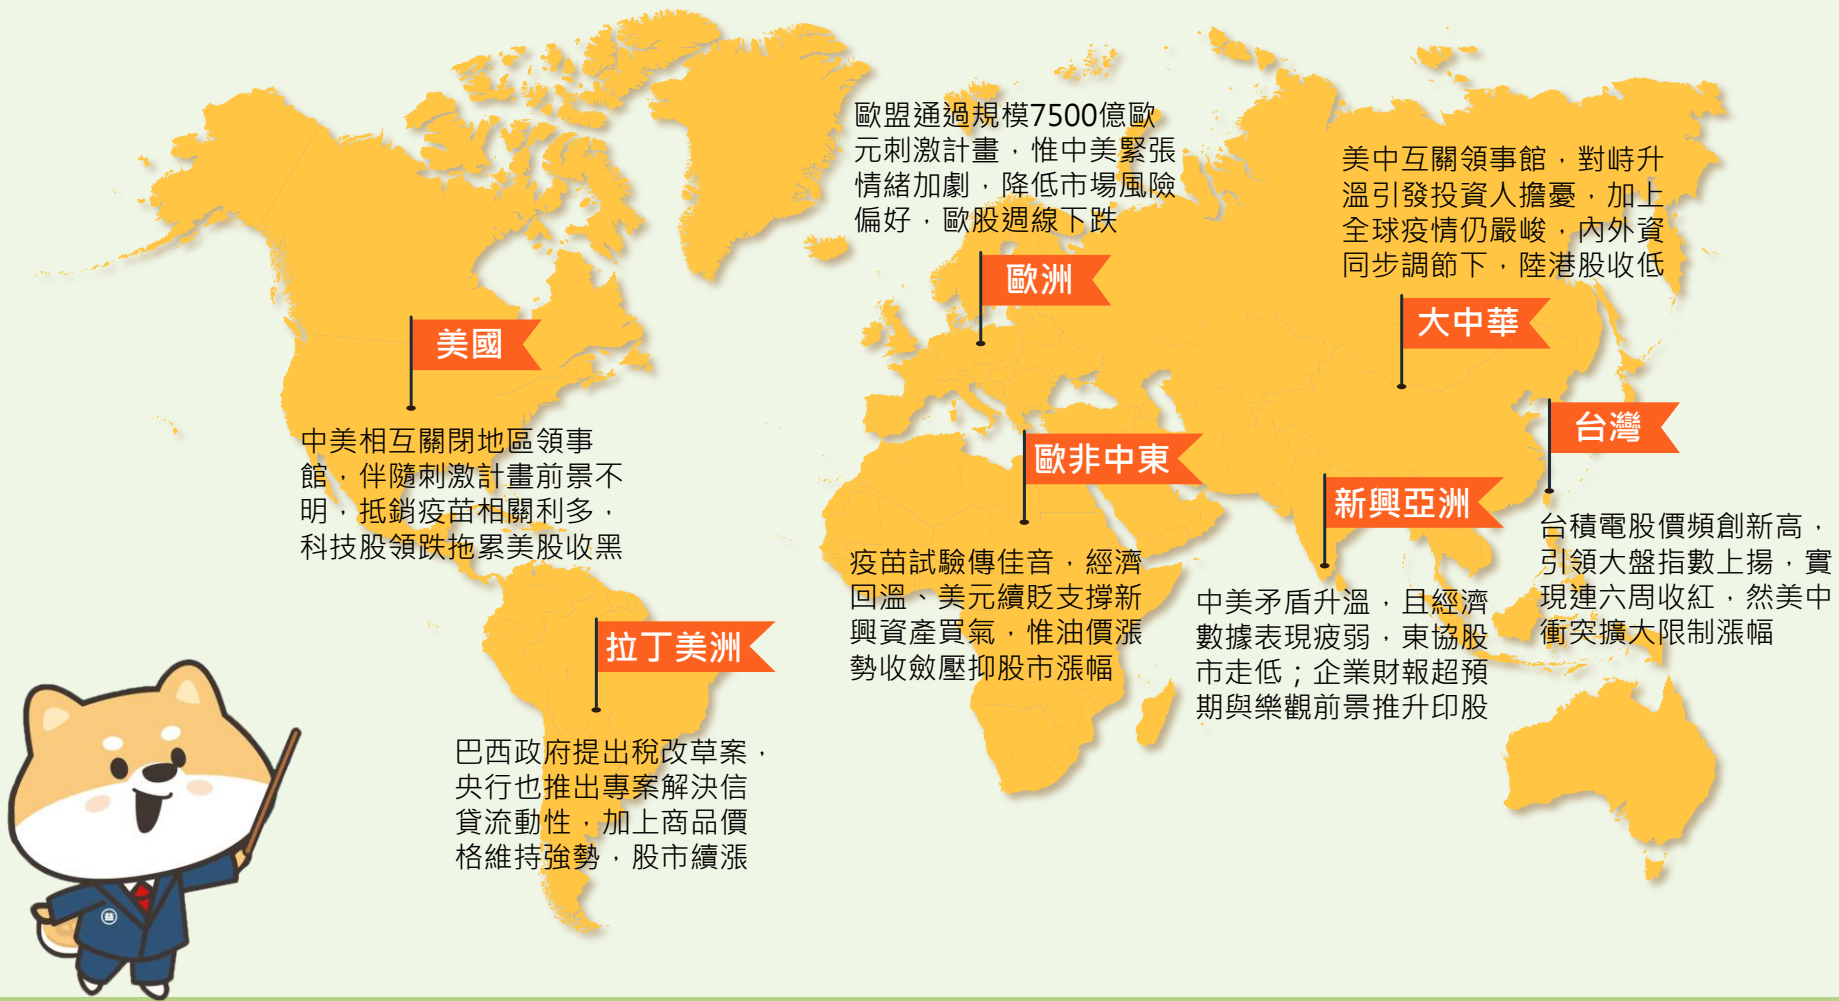 歐盟通過規模7500億歐
元刺激計畫，惟中美緊張
情緒加劇，降低市場風險
偏好，歐股週線下跌
歐洲
美中互關領事館，對峙升
溫引發投資人擔憂，加上
全球疫情仍嚴峻，內外資
同步調節下，陸港股收低
大中華
美國
中美相互關閉地區領事
館，伴隨刺激計畫前景不
明，抵銷疫苗相關利多，
科技股領跌拖累美股收黑
歐非中東
疫苗試驗傳佳音，經濟
回溫、美元續貶支撐新
興資產買氣，惟油價漲
勢收斂壓抑股市漲幅
新興亞洲
中美矛盾升溫，且經濟
數據表現疲弱，東協股
市走低；企業財報超預
期與樂觀前景推升印股
台灣
台積電股價頻創新高，
引領大盤指數上揚，實
現連六周收紅，然美中
衝突擴大限制漲幅
拉丁美洲
巴西政府提出稅改草案，
央行也推出專案解決信
貸流動性，加上商品價
格維持強勢，股市續漲